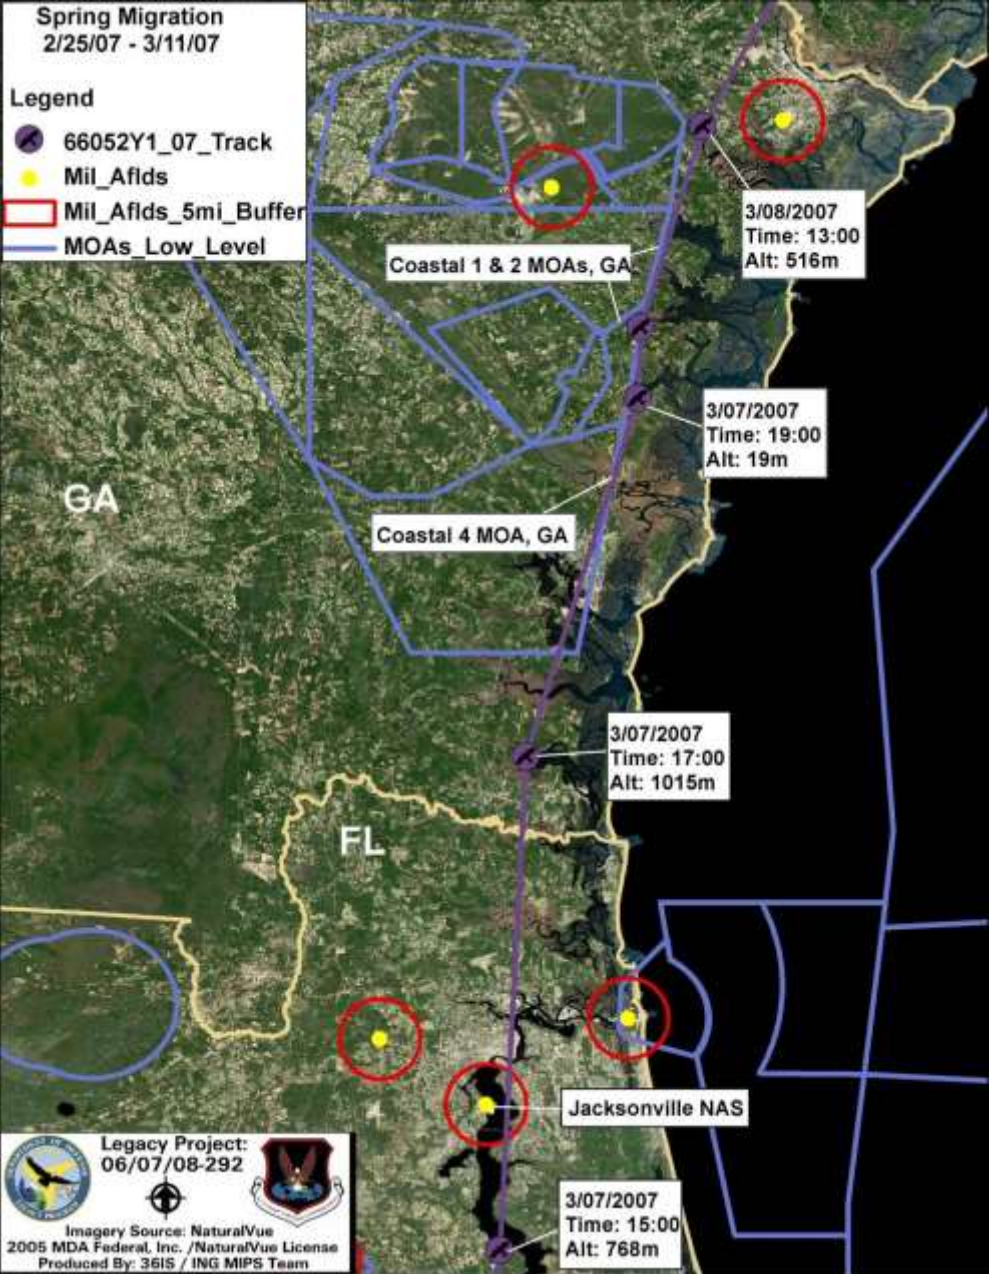 Spring Migration
2/25/07 - 3/11/07
Legend
66052Y1_07_Track
Mil_Aflds
Mil_Aflds_5mi_Buffer
MOAs_Low_Level
3/08/2007
Time: 13:00
Alt: 516m
Coastal 1 & 2 MOAs, GA
3/07/2007
Time: 19:00
Alt: 19m
GA
Coastal 4 MOA, GA
3/07/2007
Time: 17:00
Alt: 1015m
FL
Jacksonville NAS
3/07/2007
Time: 15:00
Alt: 768m
Legacy Project:
06/07/08-292
Imagery Source: NaturalVue
2005 MDA Federal, Inc. /NaturalVue License
Produced By: 36IS / ING MIPS Team